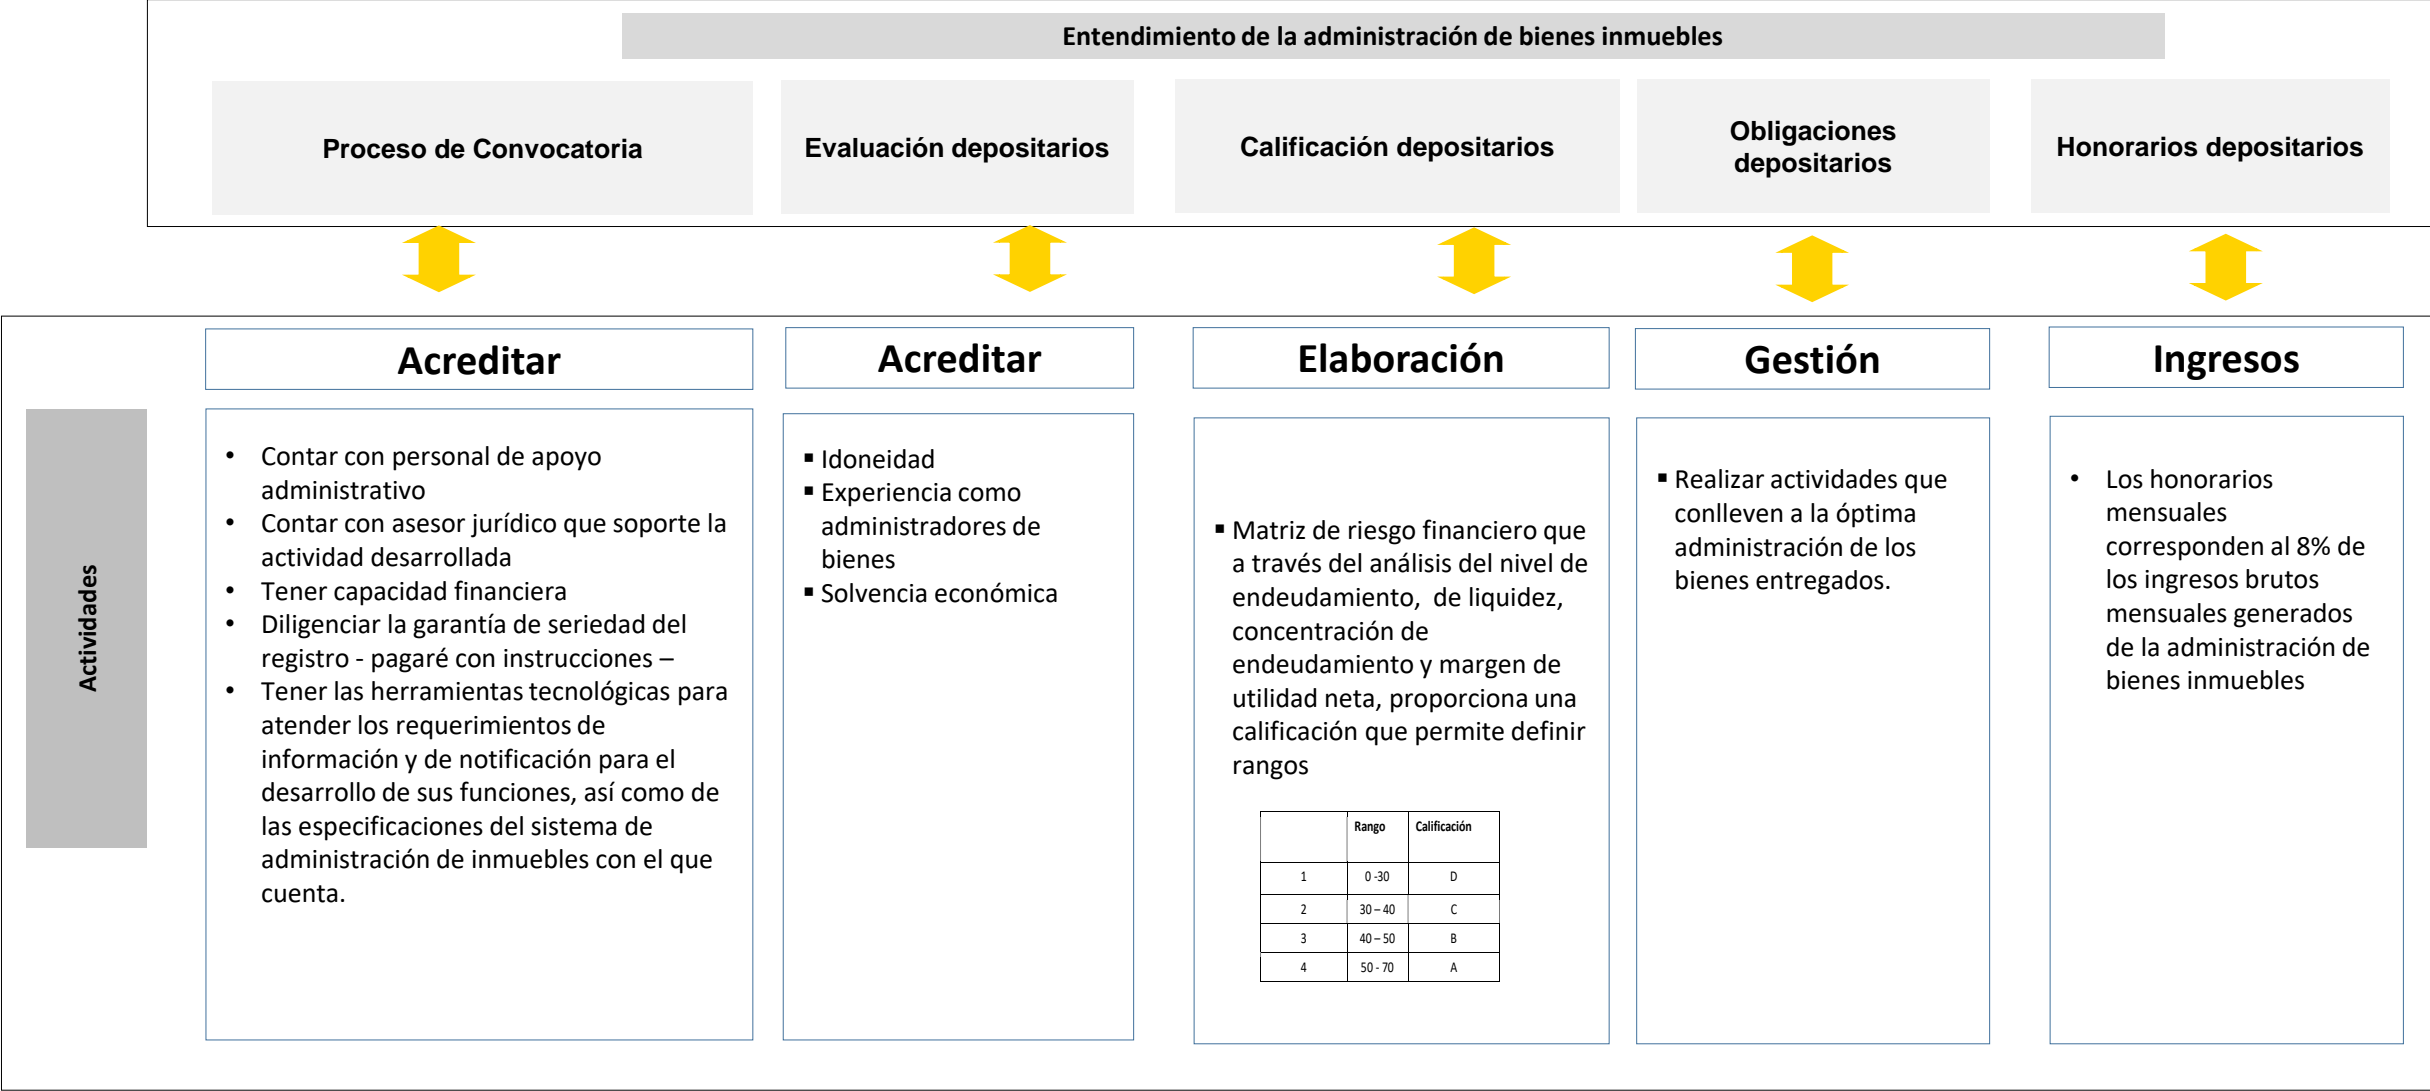 Entendimiento de la administración de bienes inmuebles
Proceso de Convocatoria
Evaluación depositarios
Calificación depositarios
Obligaciones
depositarios
Honorarios depositarios
Actividades
Acreditar
• Contar con personal de apoyo
administrativo
• Contar con asesor jurídico que soporte la
actividad desarrollada
• Tener capacidad financiera
• Diligenciar la garantía de seriedad del
registro - pagaré con instrucciones –
• Tener las herramientas tecnológicas para
atender los requerimientos de
información y de notificación para el
desarrollo de sus funciones, así como de
las especificaciones del sistema de
administración de inmuebles con el que
cuenta.
Acreditar
▪ Idoneidad
▪ Experiencia como
administradores de
bienes
▪ Solvencia económica
Elaboración
▪ Matriz de riesgo financiero que
a través del análisis del nivel de
endeudamiento, de liquidez,
concentración de
endeudamiento y margen de
utilidad neta, proporciona una
calificación que permite definir
rangos
Rango Calificación
1 0 -30 D
2 30 – 40 C
3 40 – 50 B
4 50 - 70 A
Gestión
▪ Realizar actividades que
conlleven a la óptima
administración de los
bienes entregados.
Ingresos
• Los honorarios
mensuales
corresponden al 8% de
los ingresos brutos
mensuales generados
de la administración de
bienes inmuebles